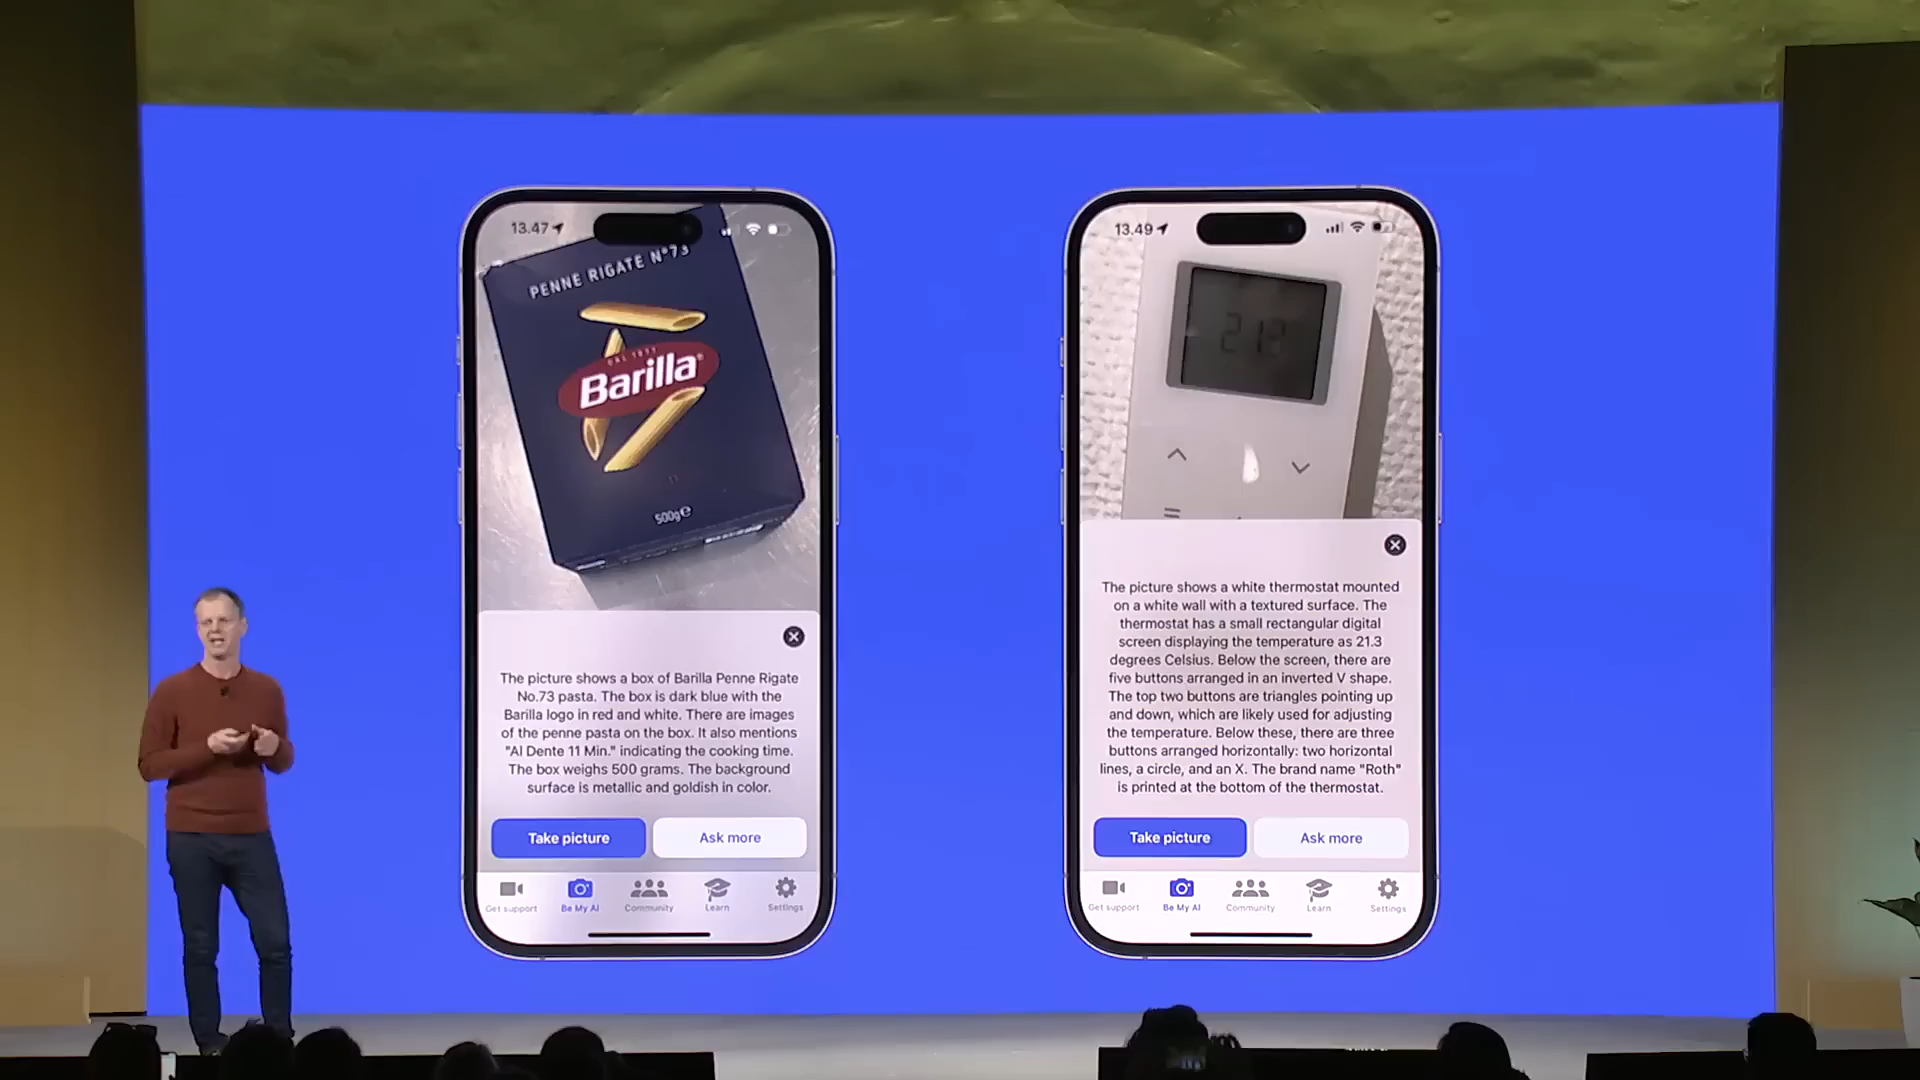 13.47
PENNE RIGATE N°73
DAL 1877
Barilla
500g℮
The picture shows a box of Barilla Penne Rigate
No.73 pasta. The box is dark blue with the
Barilla logo in red and white. There are images
of the penne pasta on the box. It also mentions
"Al Dente 11 Min." indicating the cooking time.
The box weighs 500 grams. The background
surface is metallic and goldish in color.
Take picture
Ask more
Get support
Be My AI
Community
Learn
Settings
13.49
The picture shows a white thermostat mounted
on a white wall with a textured surface. The
thermostat has a small rectangular digital
screen displaying the temperature as 21.3
degrees Celsius. Below the screen, there are
five buttons arranged in an inverted V shape.
The top two buttons are triangles pointing up
and down, which are likely used for adjusting
the temperature. Below these, there are three
buttons arranged horizontally: two horizontal
lines, a circle, and an X. The brand name "Roth"
is printed at the bottom of the thermostat.
Take picture
Ask more
Get support
Be My AI
Community
Learn
Settings